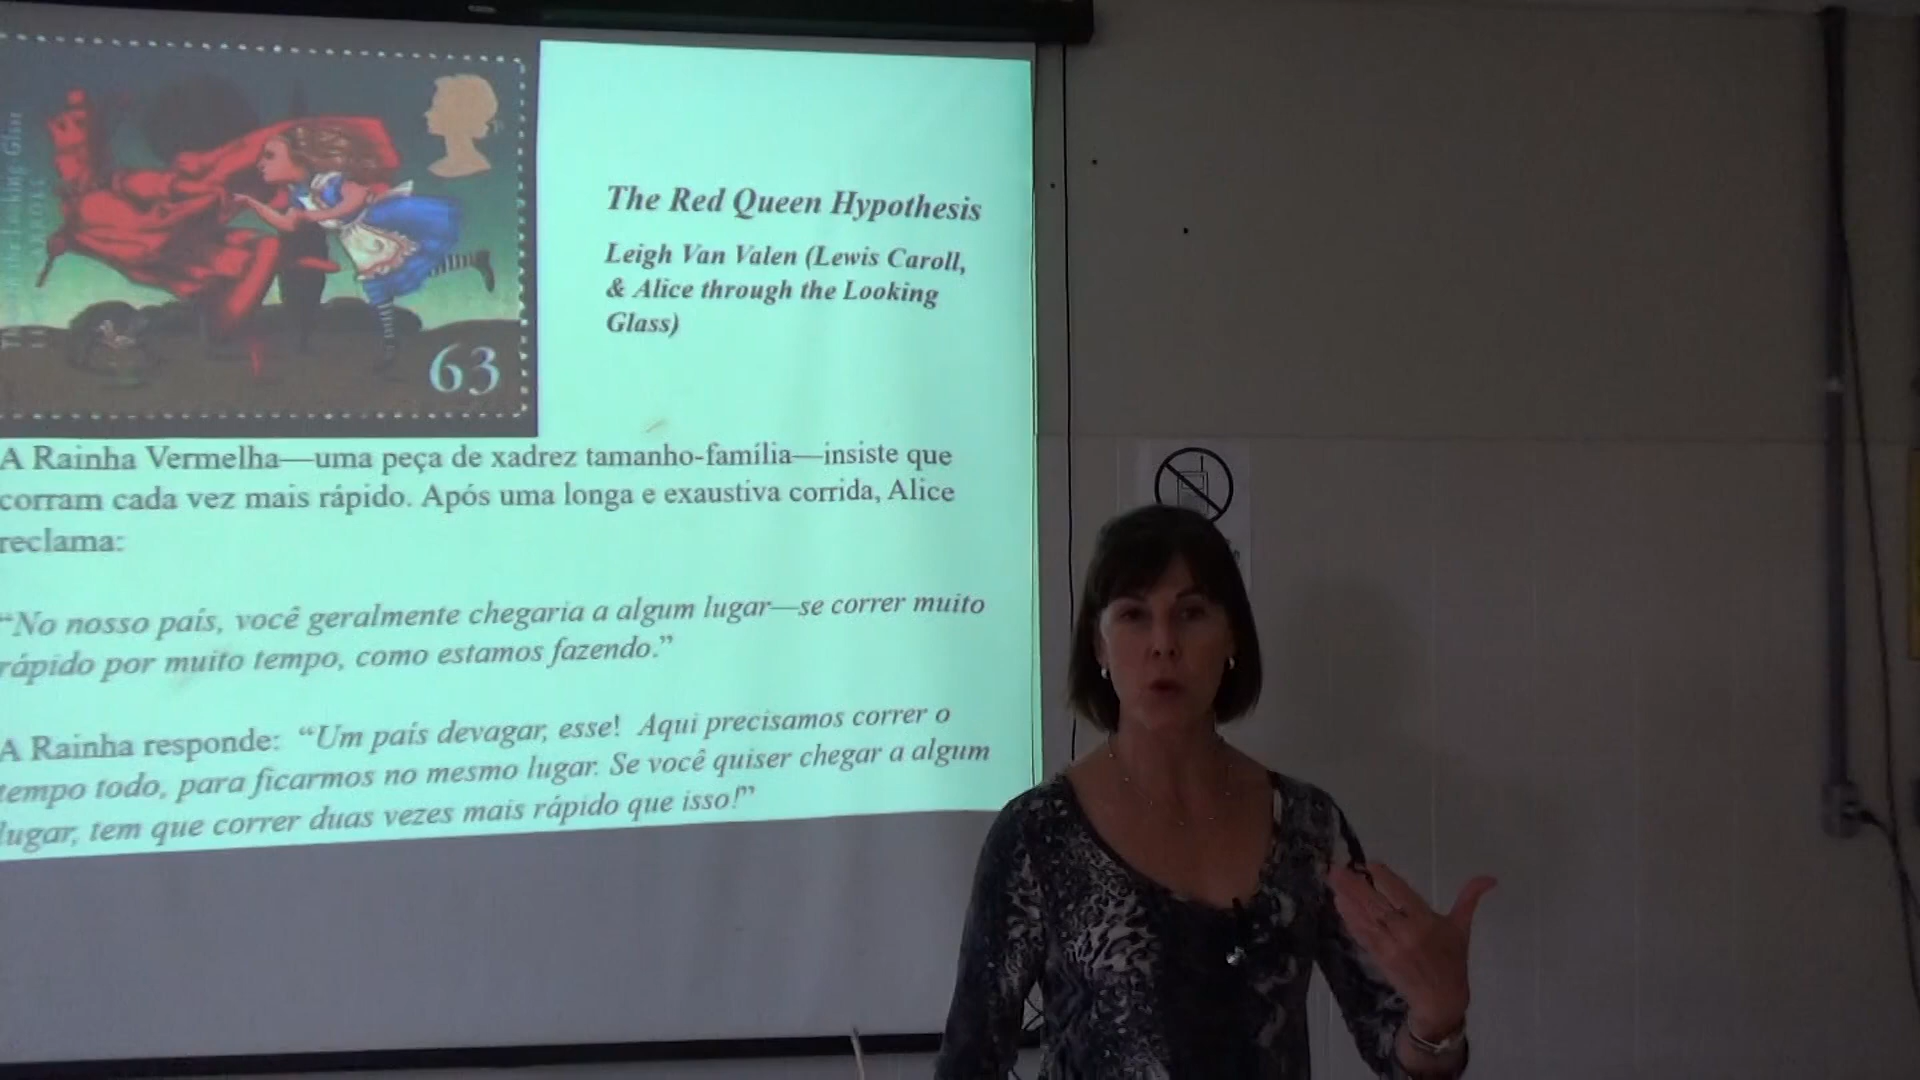 63
The Red Queen Hypothesis
Leigh Van Valen (Lewis Caroll,
& Alice through the Looking
Glass)
A Rainha Vermelha—uma peça de xadrez tamanho-família—insiste que
corram cada vez mais rápido. Após uma longa e exaustiva corrida, Alice
reclama:
“No nosso país, você geralmente chegaria a algum lugar—se correr muito
rápido por muito tempo, como estamos fazendo.”
A Rainha responde: “Um país devagar, esse! Aqui precisamos correr o
tempo todo, para ficarmos no mesmo lugar. Se você quiser chegar a algum
lugar, tem que correr duas vezes mais rápido que isso!”